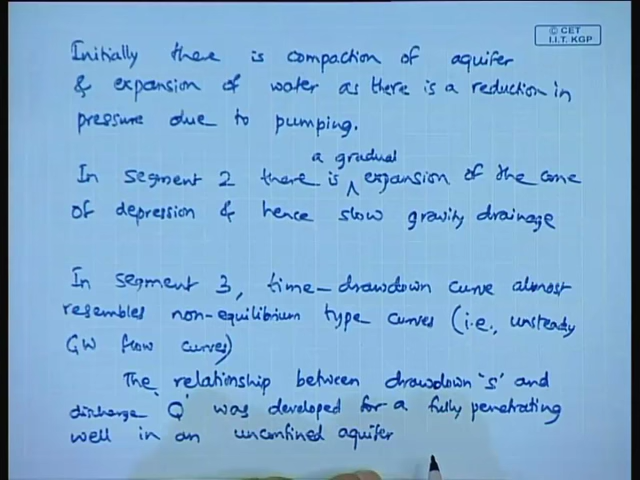 © CET
I.I.T. KGP
Initially there is compaction of aquifer
& expansion of water as there is a reduction in
pressure due to pumping.
In segment 2 there is a gradual expansion of the cone
of depression & hence slow gravity drainage
In segment 3, time-drawdown curve almost
resembles non-equilibrium type curves (i.e., unsteady
GW flow curves)
The relationship between drawdown "s" and
discharge 'Q' was developed for a fully penetrating
well in an unconfined aquifer